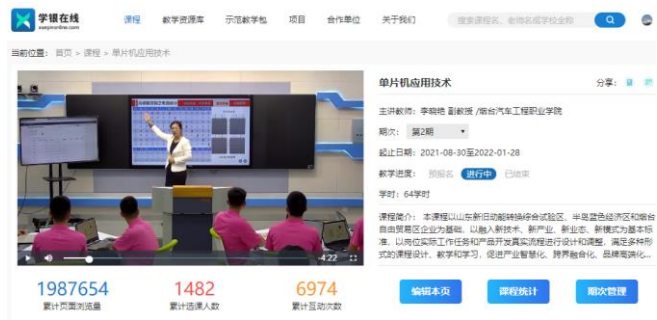 学银在线
xueyinonline.com
课程 教学资源库 示范教学包 项目 合作单位 关于我们
搜索课程名、老师名或学校全称
当前位置： 首页 > 课程 > 单片机应用技术
单片机应用技术
分享：
主讲教师：李晓艳 副教授 /烟台汽车工程职业学院
期次： 第2期
起止日期：2021-08-30至2022-01-28
教学进度： 预报名 进行中 已结束
学时：64学时
课程简介： 本课程以山东新旧动能转换综合试验区、半岛蓝色经济区和烟台
自由贸易区企业为基础，以融入新技术、新产业、新业态、新模式为基本标
准，以岗位实际工作任务和产品开发真实流程进行设计和调整，满足多种形
式的课程设计、教学和学习，促进产业智慧化、跨界融合化、品牌高端化...
4:22
1987654 1482 6974
累计页面浏览量 累计选课人数 累计互动次数
编辑本页 课程统计 期次管理